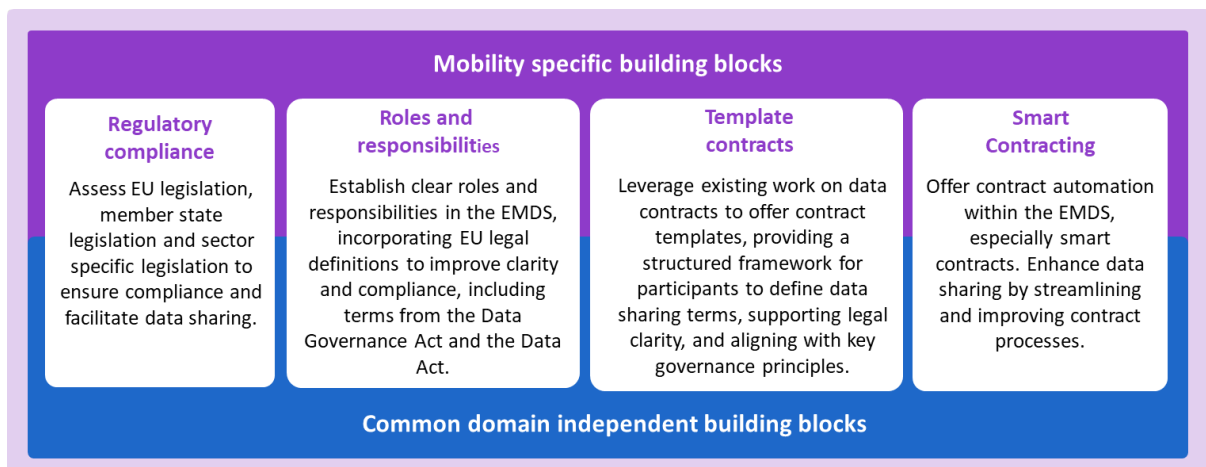 Mobility specific building blocks
Regulatory
compliance
Assess EU legislation,
member state
legislation and sector
specific legislation to
ensure compliance and
facilitate data sharing.
Roles and
responsibilities
Establish clear roles and
responsibilities in the EMDS,
incorporating EU legal
definitions to improve clarity
and compliance, including
terms from the Data
Governance Act and the Data
Act.
Template
contracts
Leverage existing work on data
contracts to offer contract
templates, providing a
structured framework for
participants to define data
sharing terms, supporting legal
clarity, and aligning with key
governance principles.
Smart
Contracting
Offer contract automation
within the EMDS,
especially smart
contracts. Enhance data
sharing by streamlining
and improving contract
processes.
Common domain independent building blocks